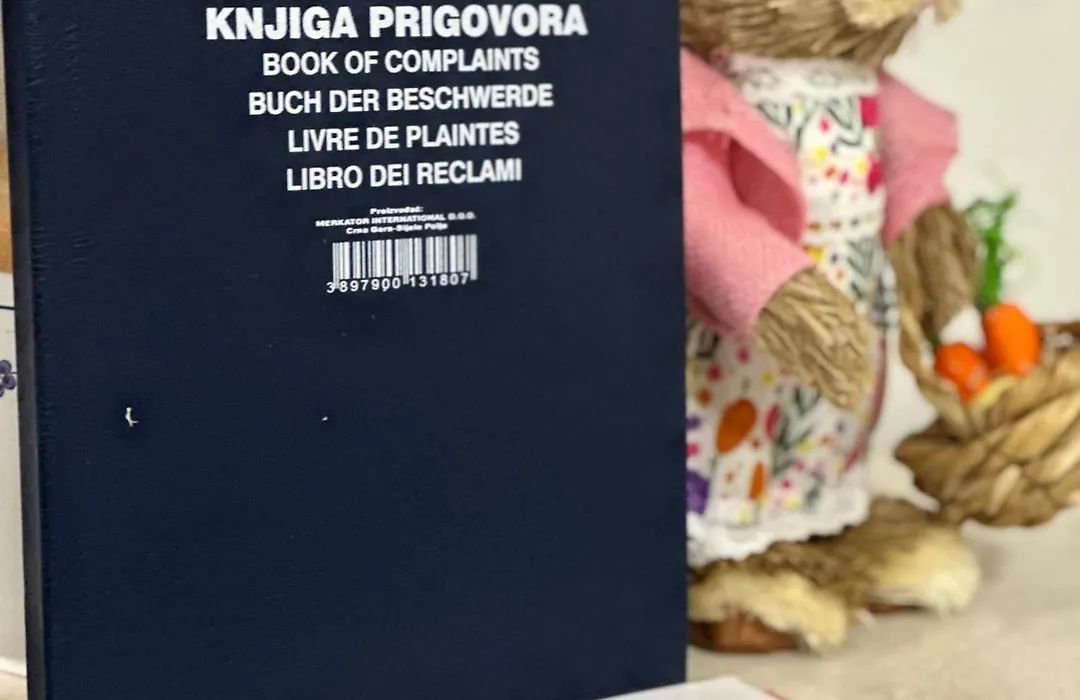 KNJIGA PRIGOVORA
BOOK OF COMPLAINTS
BUCH DER BESCHWERDE
LIVRE DE PLAINTES
LIBRO DEI RECLAMI
Proizvođač:
MERKATOR INTERNATIONAL D.O.O.
Crna Gora-Bijelo Polje
3 897900 131807